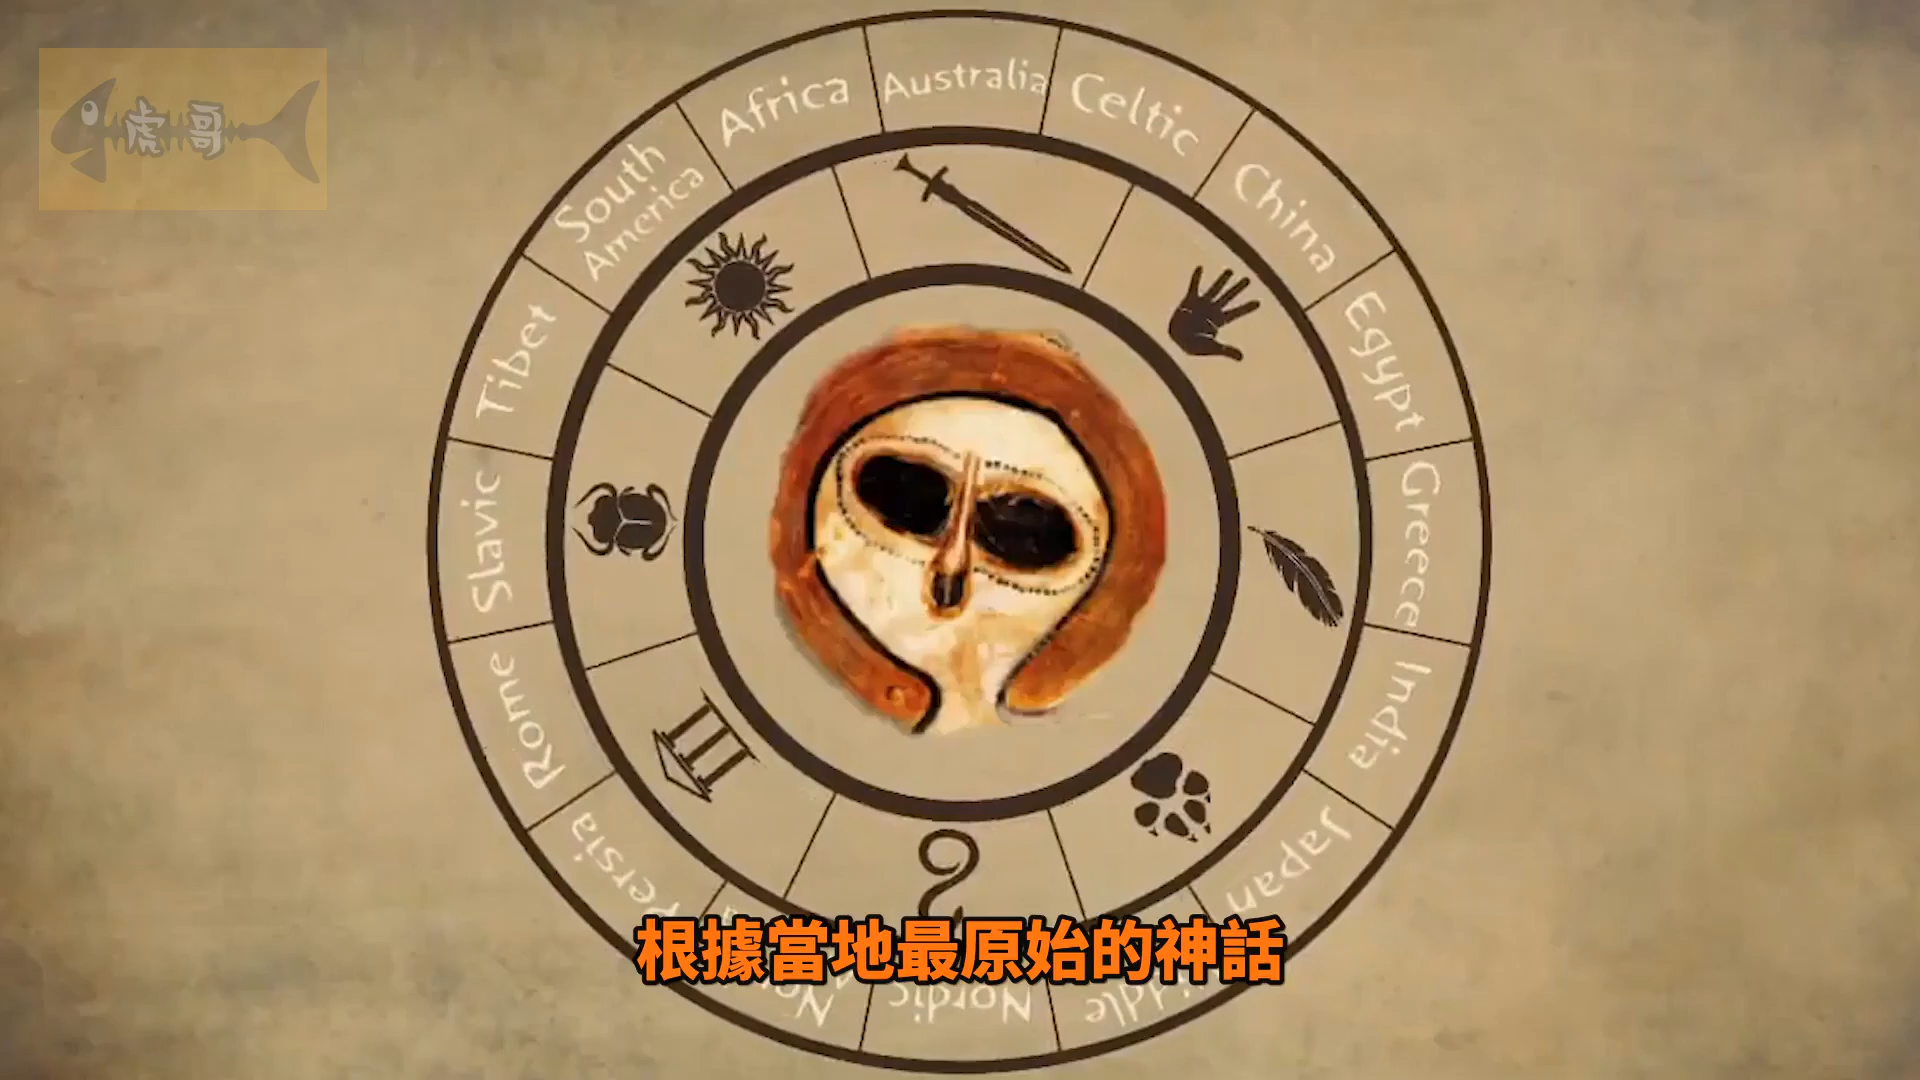 虎哥
Africa
Australia
Celtic
China
Egypt
Greece
India
Japan
Nordic
Persia
Rome
Slavic
Tibet
South
America
根據當地最原始的神話